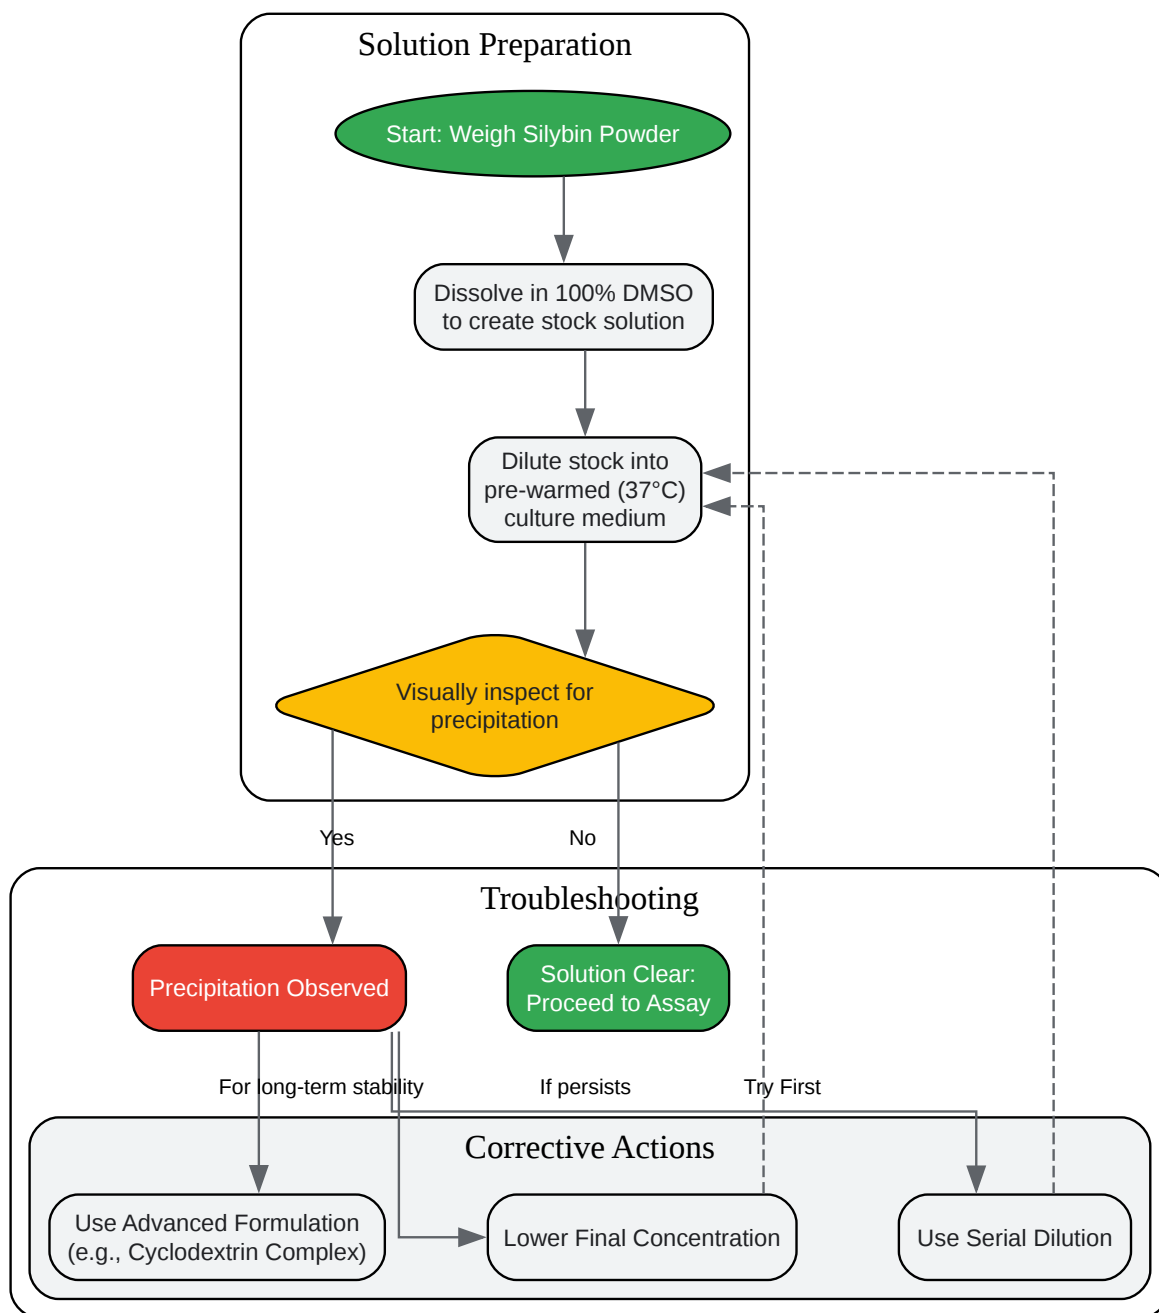 Solution Preparation
Start: Weigh Silybin Powder
Dissolve in 100% DMSO
to create stock solution
Dilute stock into
pre-warmed (37°C)
culture medium
Visually inspect for
precipitation
Yes
No
Troubleshooting
Precipitation Observed
Solution Clear:
Proceed to Assay
For long-term stability
If persists
Try First
Corrective Actions
Use Advanced Formulation
(e.g., Cyclodextrin Complex)
Lower Final Concentration
Use Serial Dilution